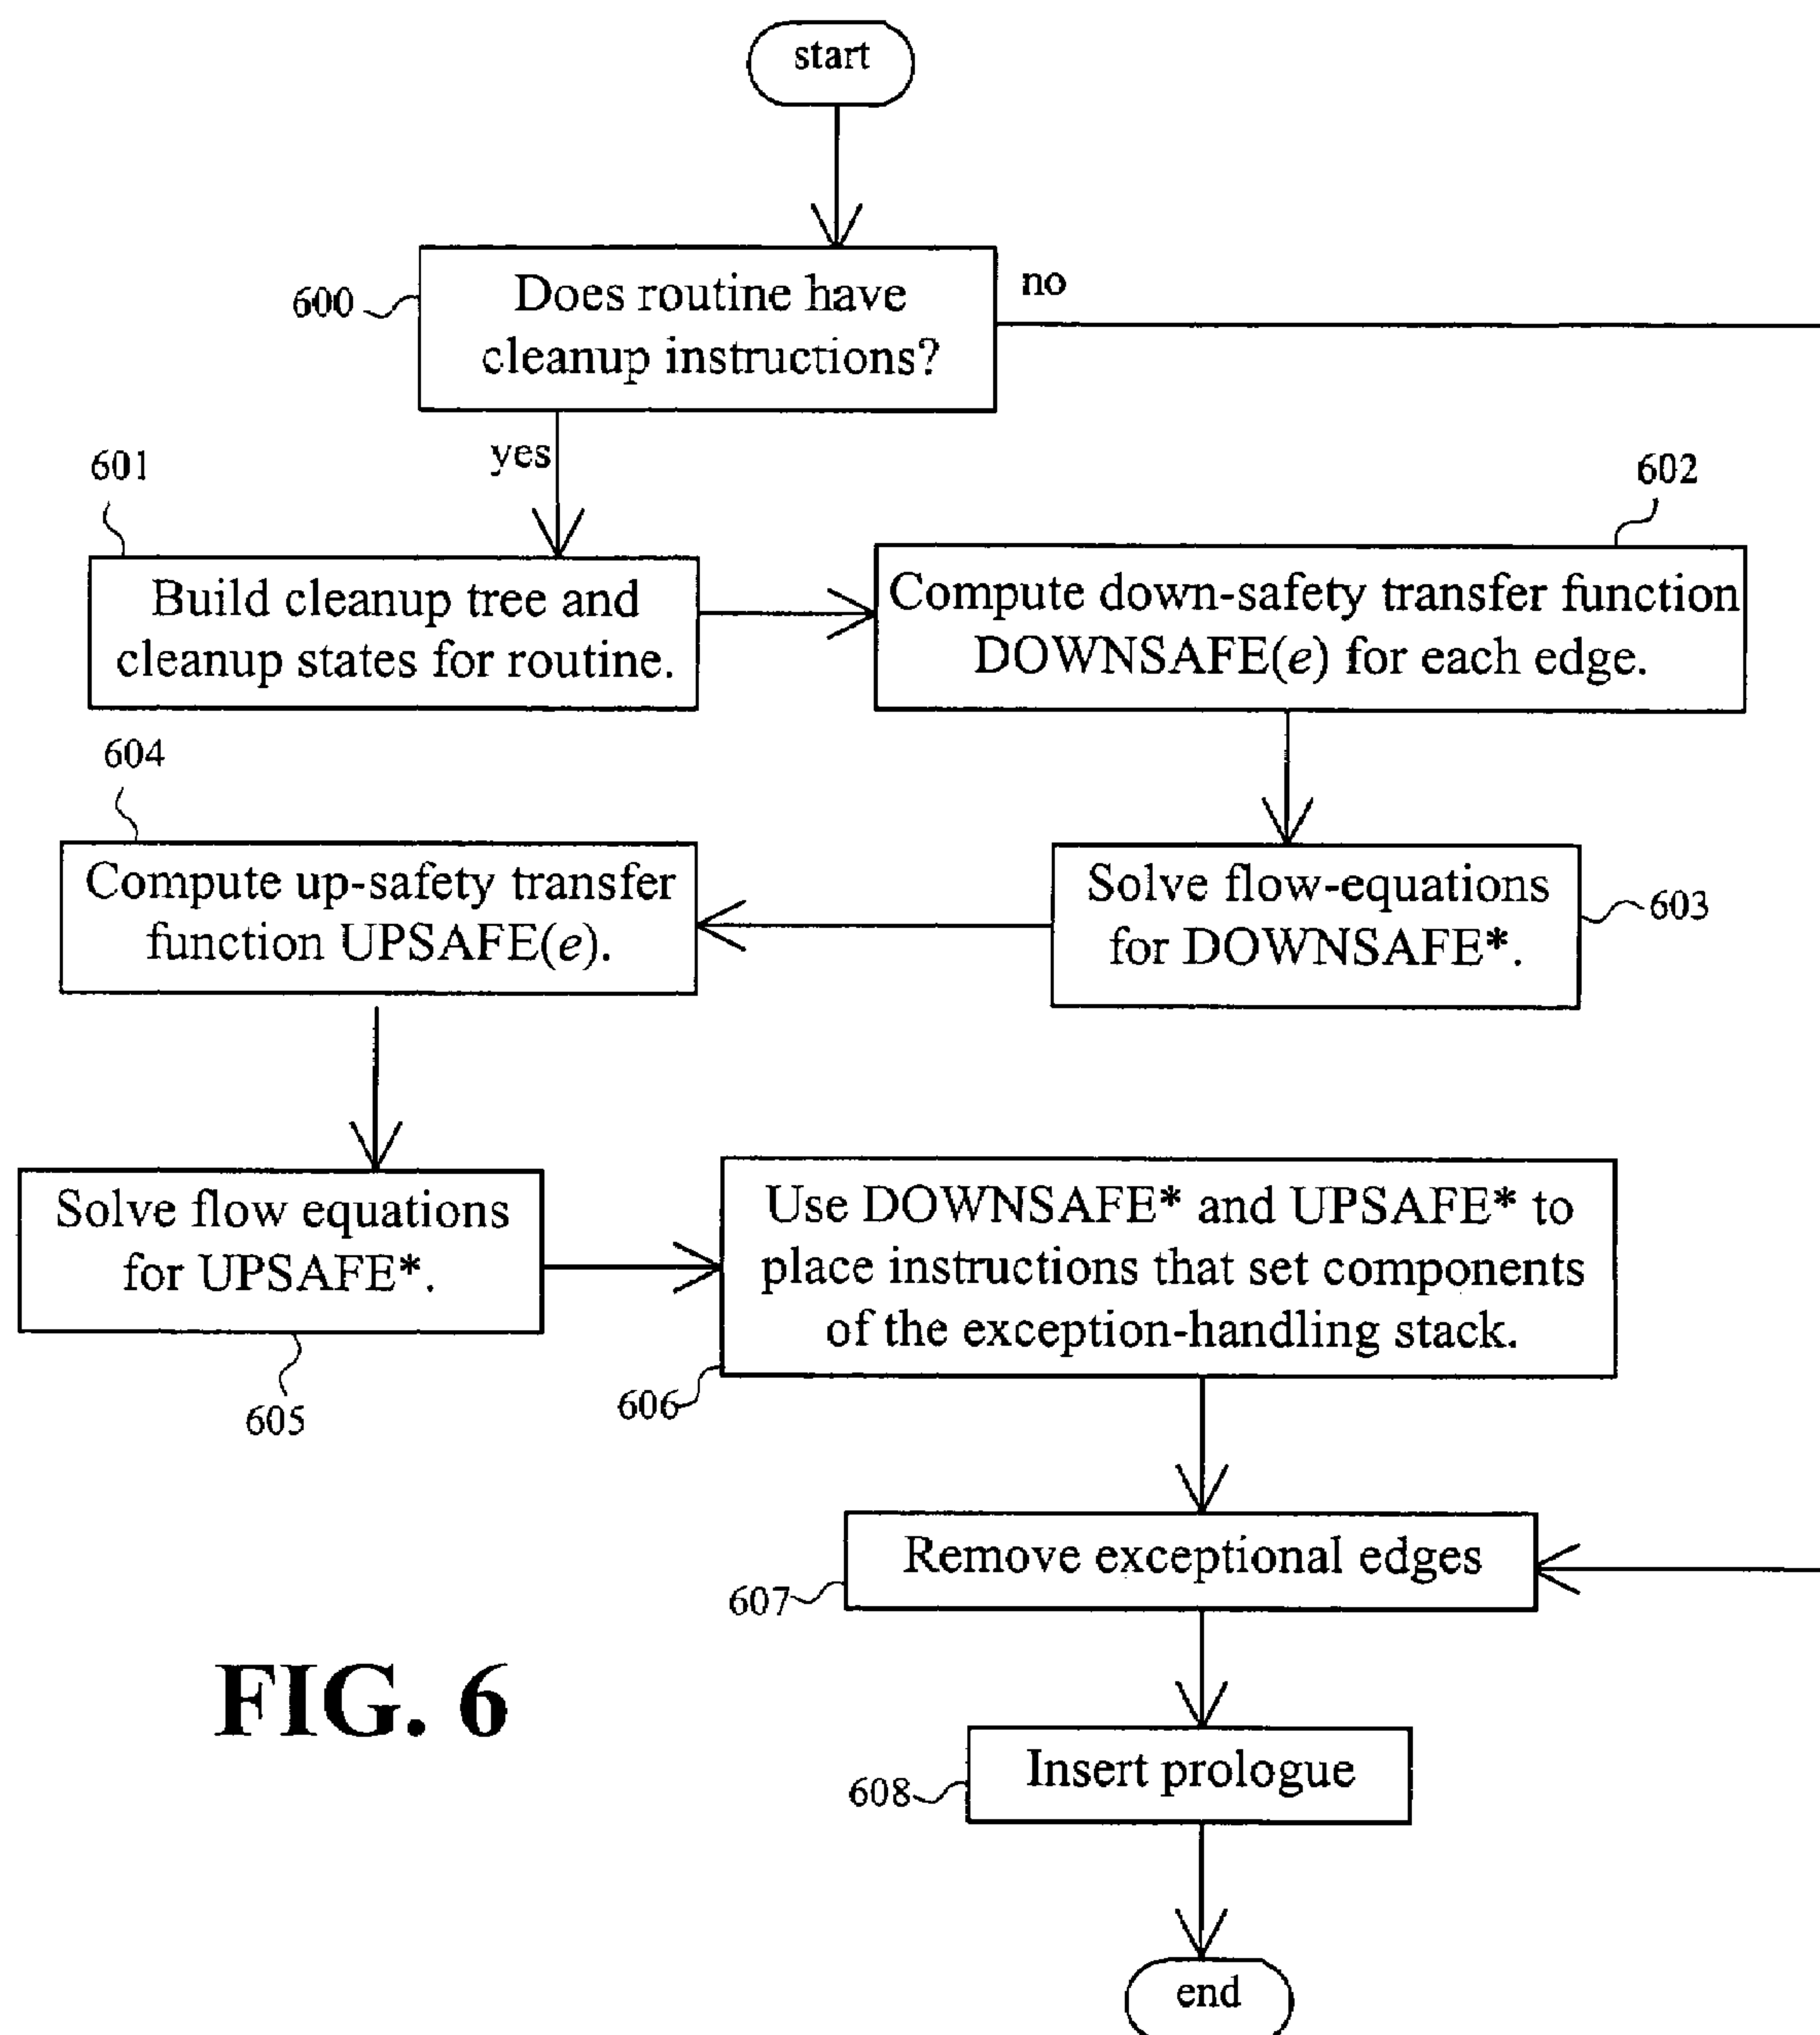 start
600
Does routine have
cleanup instructions?
no
yes
601
Build cleanup tree and
cleanup states for routine.
602
Compute down-safety transfer function
DOWNSAFE(e) for each edge.
603
Solve flow-equations
for DOWNSAFE*.
604
Compute up-safety transfer
function UPSAFE(e).
Solve flow equations
for UPSAFE*.
605
Use DOWNSAFE* and UPSAFE* to
place instructions that set components
of the exception-handling stack.
606
Remove exceptional edges
607
FIG. 6
Insert prologue
608
end